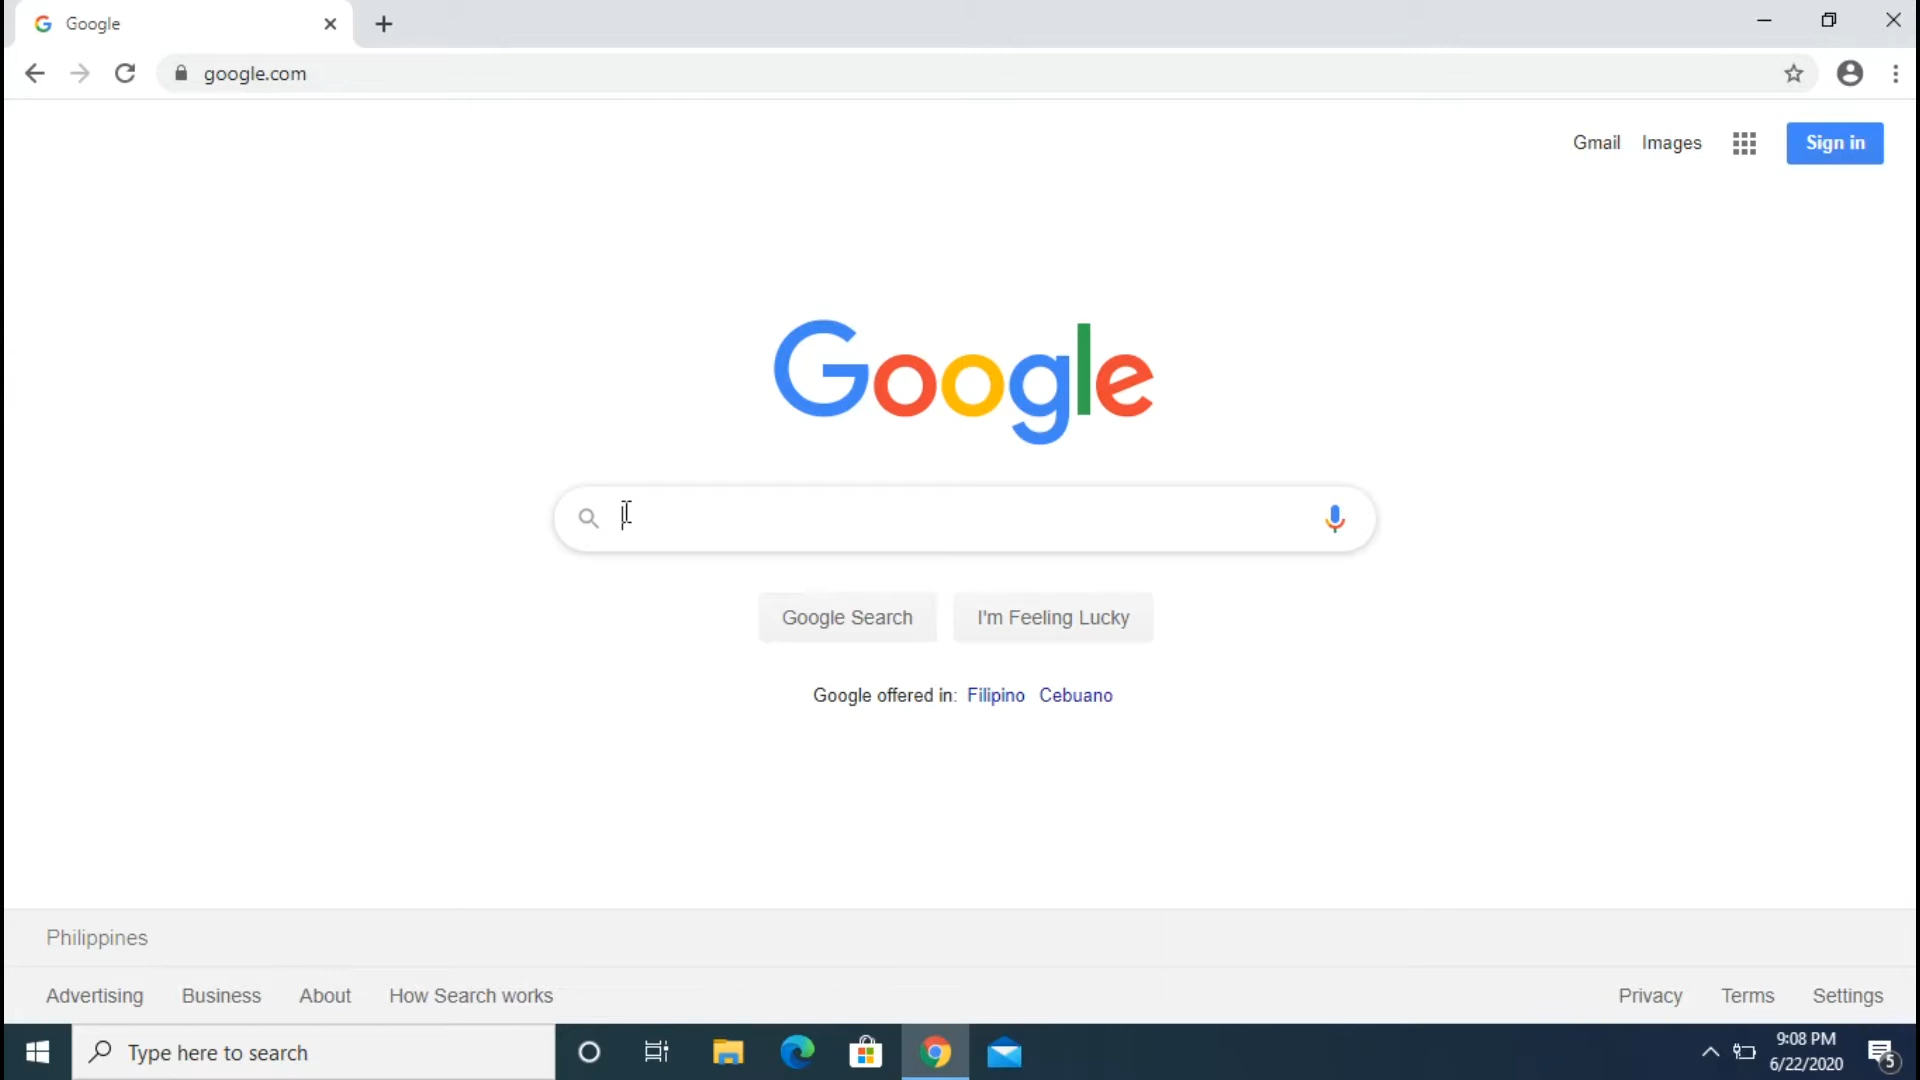 Google
google.com
Gmail Images Sign in
Google
Google Search I'm Feeling Lucky
Google offered in: Filipino Cebuano
Philippines
Advertising Business About How Search works Privacy Terms Settings
Type here to search
9:08 PM
6/22/2020
5